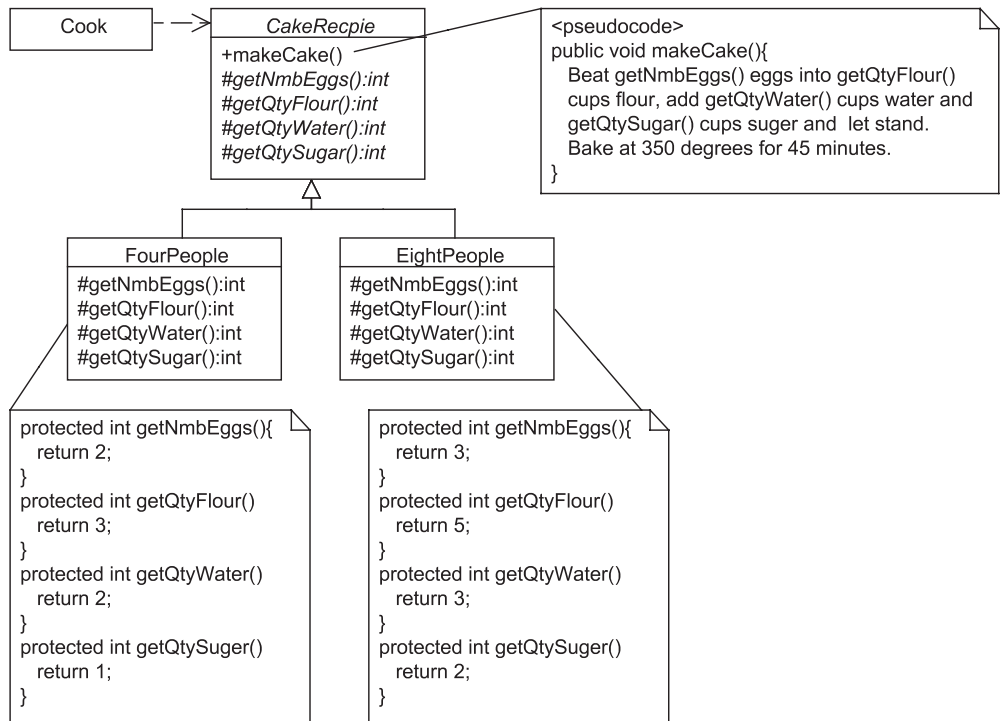 Cook
CakeRecpie
+makeCake()
#getNmbEggs():int
#getQtyFlour():int
#getQtyWater():int
#getQtySugar():int
<pseudocode>
public void makeCake(){
Beat getNmbEggs() eggs into getQtyFlour()
cups flour, add getQtyWater() cups water and
getQtySugar() cups suger and let stand.
Bake at 350 degrees for 45 minutes.
}
FourPeople
#getNmbEggs():int
#getQtyFlour():int
#getQtyWater():int
#getQtySugar():int
EightPeople
#getNmbEggs():int
#getQtyFlour():int
#getQtyWater():int
#getQtySugar():int
protected int getNmbEggs(){
return 2;
}
protected int getQtyFlour()
return 3;
}
protected int getQtyWater()
return 2;
}
protected int getQtySuger()
return 1;
}
protected int getNmbEggs(){
return 3;
}
protected int getQtyFlour()
return 5;
}
protected int getQtyWater()
return 3;
}
protected int getQtySuger()
return 2;
}